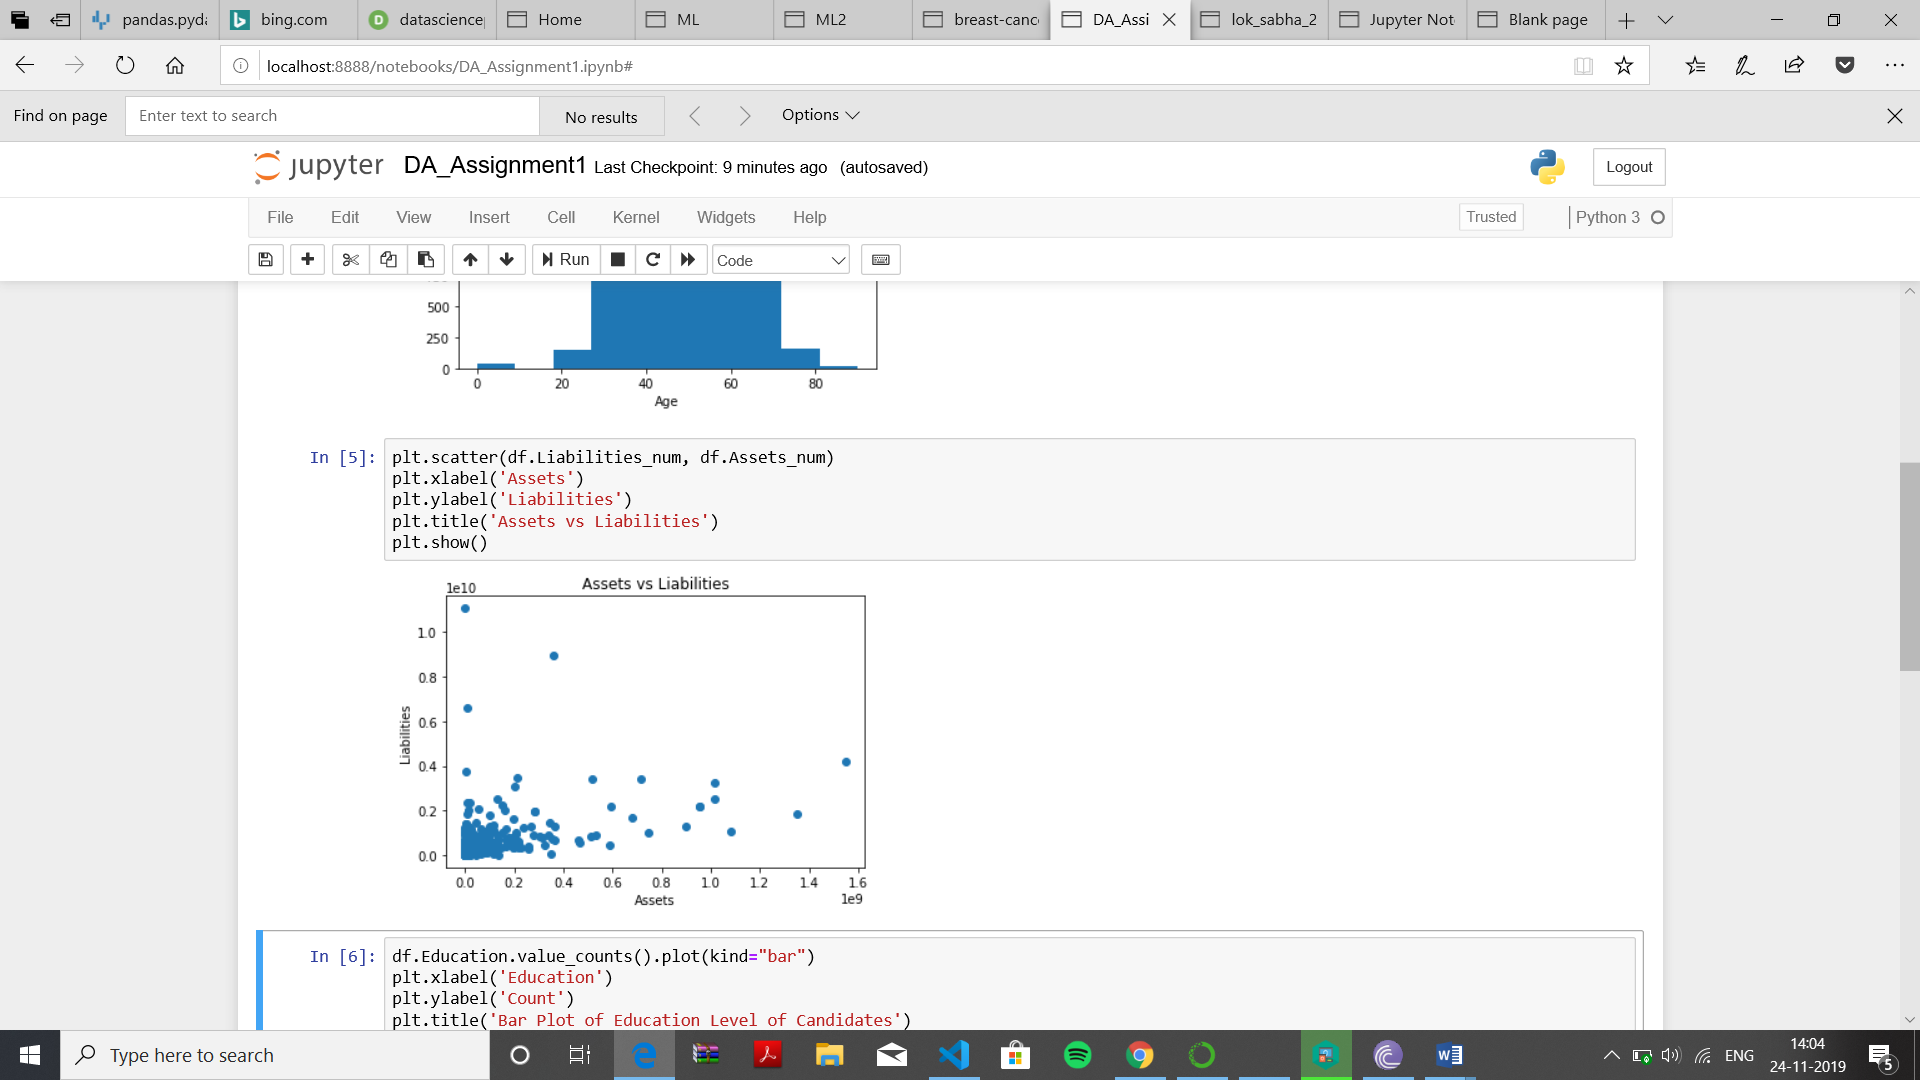 pandas.pyda
bing.com
datascience
Home
ML
ML2
breast-canc
DA_Assi
lok_sabha_2
Jupyter Not
Blank page
localhost:8888/notebooks/DA_Assignment1.ipynb#
Find on page
Enter text to search
No results
Options
jupyter DA_Assignment1 Last Checkpoint: 9 minutes ago (autosaved)
Logout
File Edit View Insert Cell Kernel Widgets Help
Trusted
Python 3
Run
Code
500
250
0
0 20 40 60 80
Age
In [5]:
plt.scatter(df.Liabilities_num, df.Assets_num)
plt.xlabel('Assets')
plt.ylabel('Liabilities')
plt.title('Assets vs Liabilities')
plt.show()
Assets vs Liabilities
1e10
1.0
0.8
0.6
0.4
0.2
0.0
Liabilities
0.0 0.2 0.4 0.6 0.8 1.0 1.2 1.4 1.6
1e9
Assets
In [6]:
df.Education.value_counts().plot(kind="bar")
plt.xlabel('Education')
plt.ylabel('Count')
plt.title('Bar Plot of Education Level of Candidates')
Type here to search
ENG
14:04
24-11-2019
5